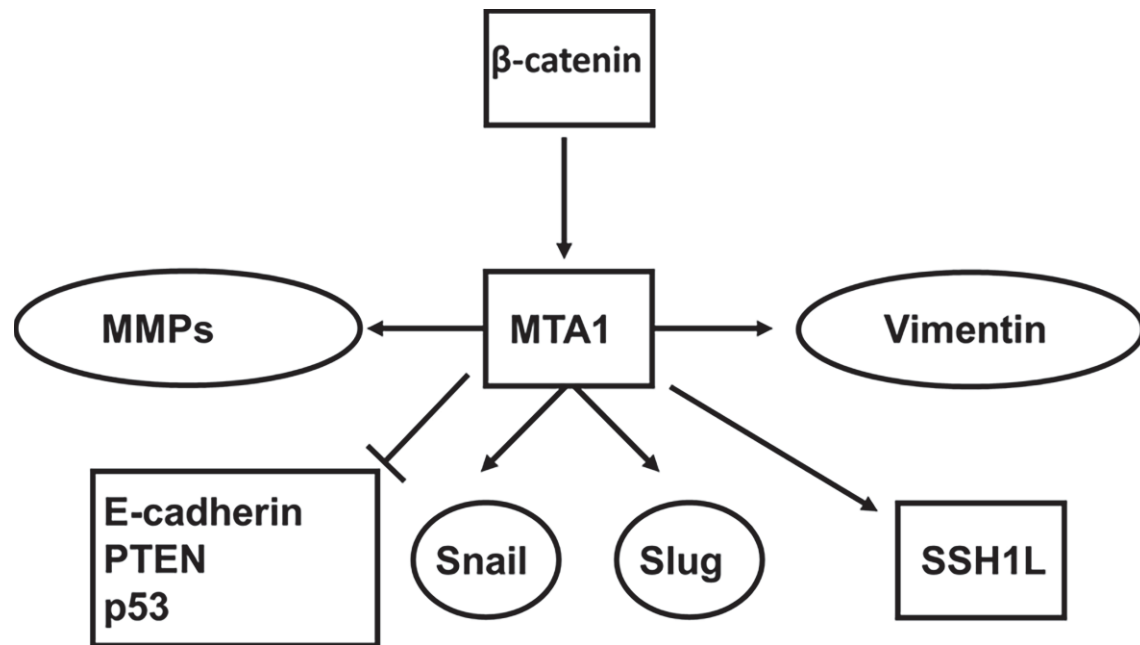 β-catenin
MMPs
MTA1
Vimentin
E-cadherin
PTEN
p53
Snail
Slug
SSH1L